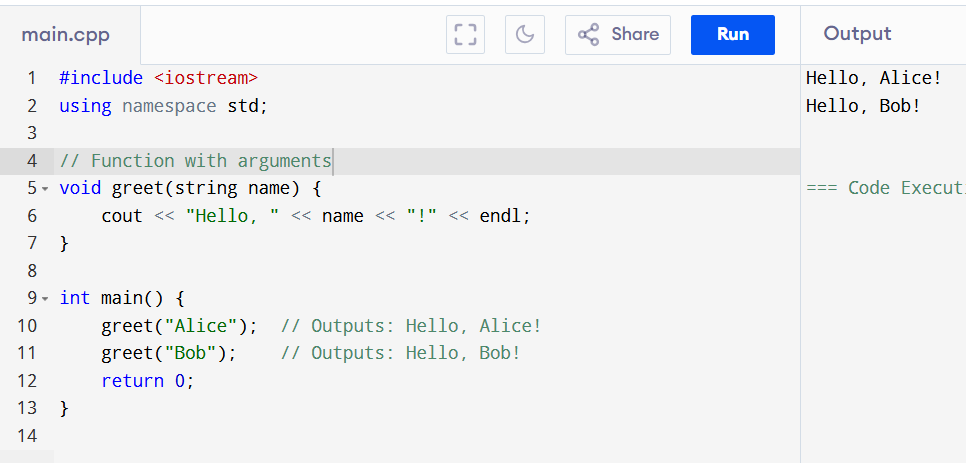 main.cpp
Share
Run
Output
1 #include <iostream>
2 using namespace std;
3
4 // Function with arguments
5 void greet(string name) {
6     cout << "Hello, " << name << "!" << endl;
7 }
8
9 int main() {
10     greet("Alice");  // Outputs: Hello, Alice!
11     greet("Bob");    // Outputs: Hello, Bob!
12     return 0;
13 }
14
Hello, Alice!
Hello, Bob!
=== Code Execut